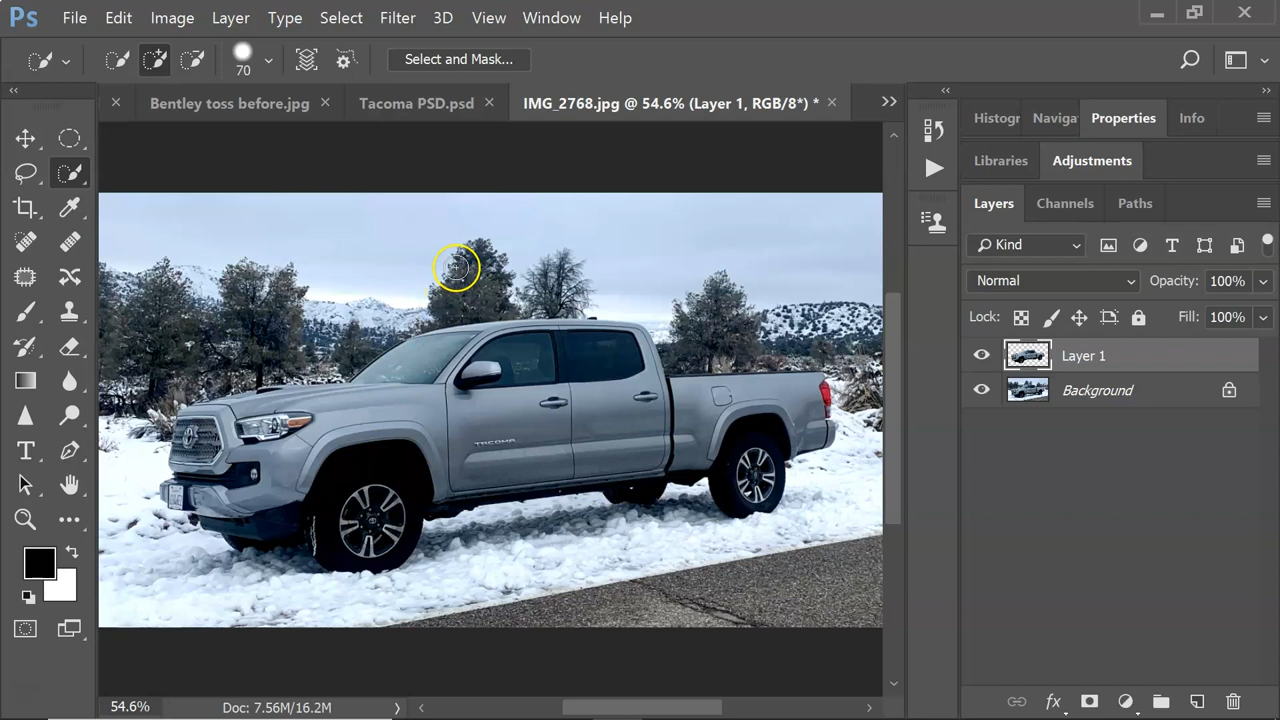 Ps File Edit Image Layer Type Select Filter 3D View Window Help
70 Select and Mask...
Bentley toss before.jpg Tacoma PSD.psd IMG_2768.jpg @ 54.6% (Layer 1, RGB/8*) *
Histogr Naviga Properties Info
Libraries Adjustments
Layers Channels Paths
Kind
Normal Opacity: 100%
Lock: Fill: 100%
Layer 1
Background
TACOMA
54.6% Doc: 7.56M/16.2M